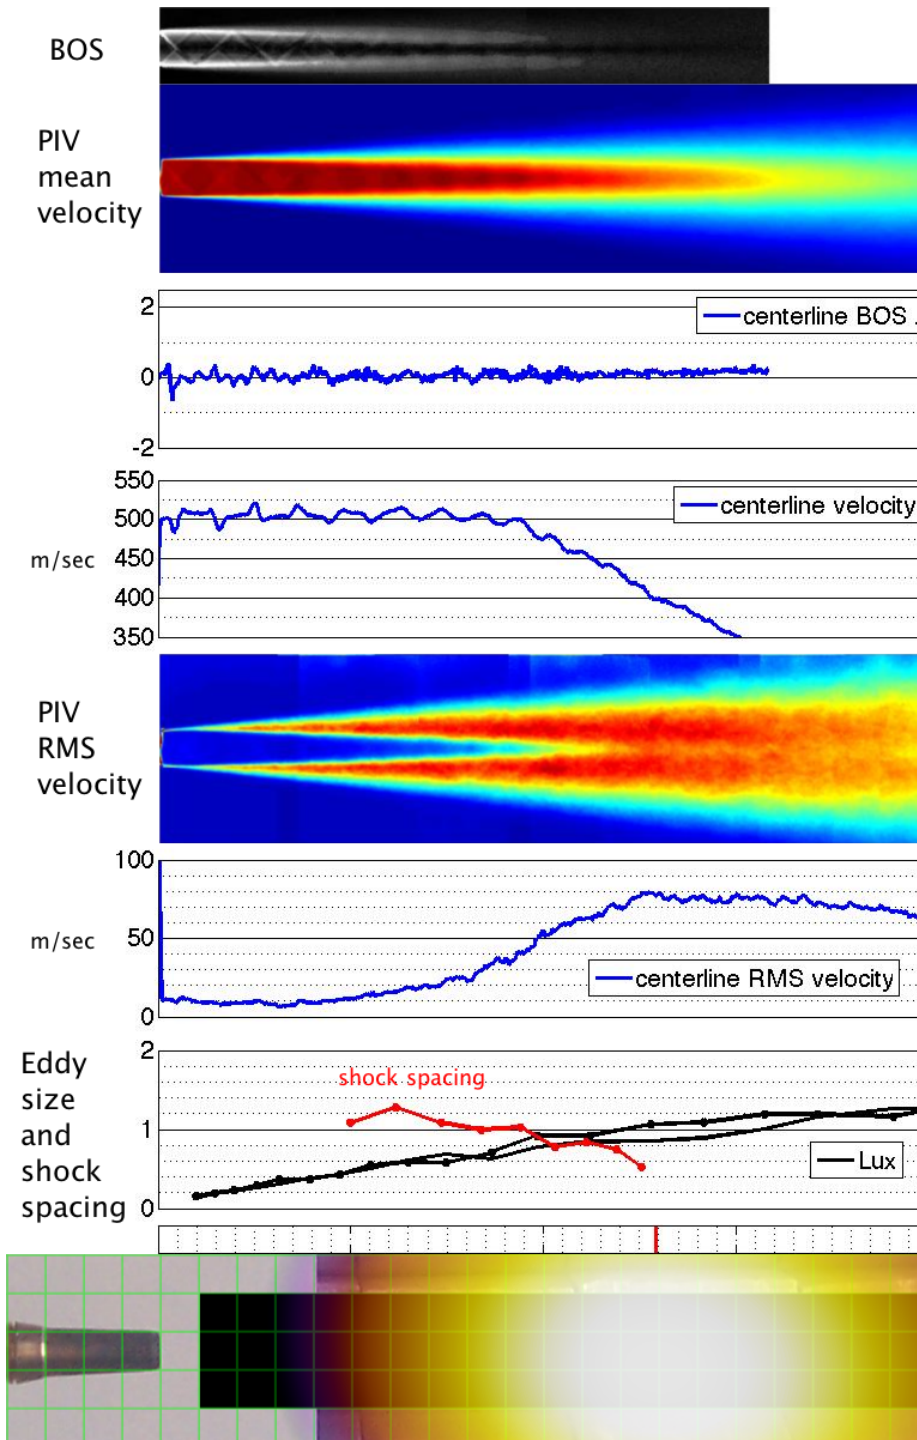 BOS
PIV
mean
velocity
2
0
-2
centerline BOS .
550
500
450
400
350
m/sec
centerline velocity
PIV
RMS
velocity
100
50
0
m/sec
centerline RMS velocity
Eddy
size
and
shock
spacing
2
1
0
shock spacing
Lux